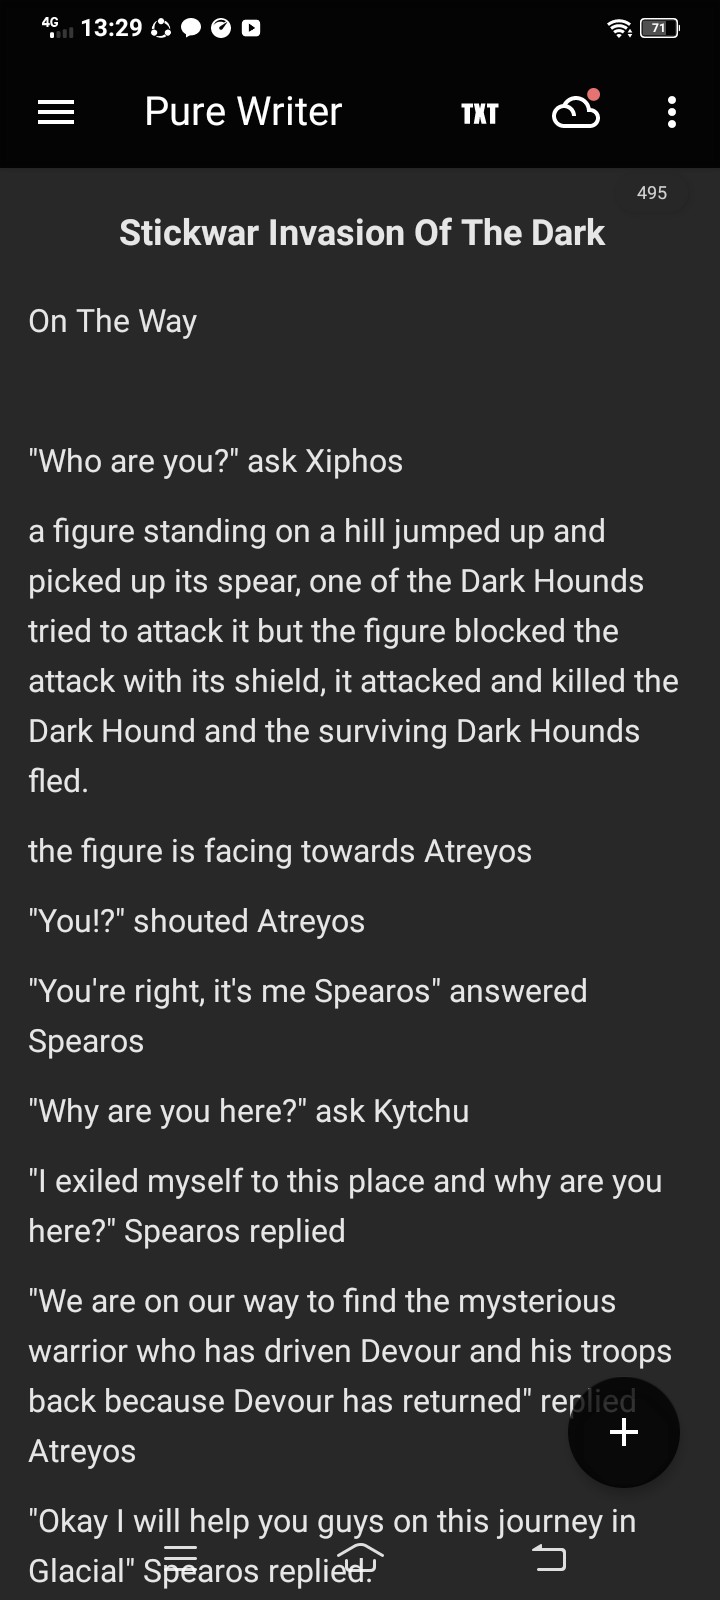 4G 13:29 71
Pure Writer TXT
495
Stickwar Invasion Of The Dark
On The Way
"Who are you?" ask Xiphos
a figure standing on a hill jumped up and
picked up its spear, one of the Dark Hounds
tried to attack it but the figure blocked the
attack with its shield, it attacked and killed the
Dark Hound and the surviving Dark Hounds
fled.
the figure is facing towards Atreyos
"You!?" shouted Atreyos
"You're right, it's me Spearos" answered
Spearos
"Why are you here?" ask Kytchu
"I exiled myself to this place and why are you
here?" Spearos replied
"We are on our way to find the mysterious
warrior who has driven Devour and his troops
back because Devour has returned" replied
Atreyos
"Okay I will help you guys on this journey in
Glacial" Spearos replied.